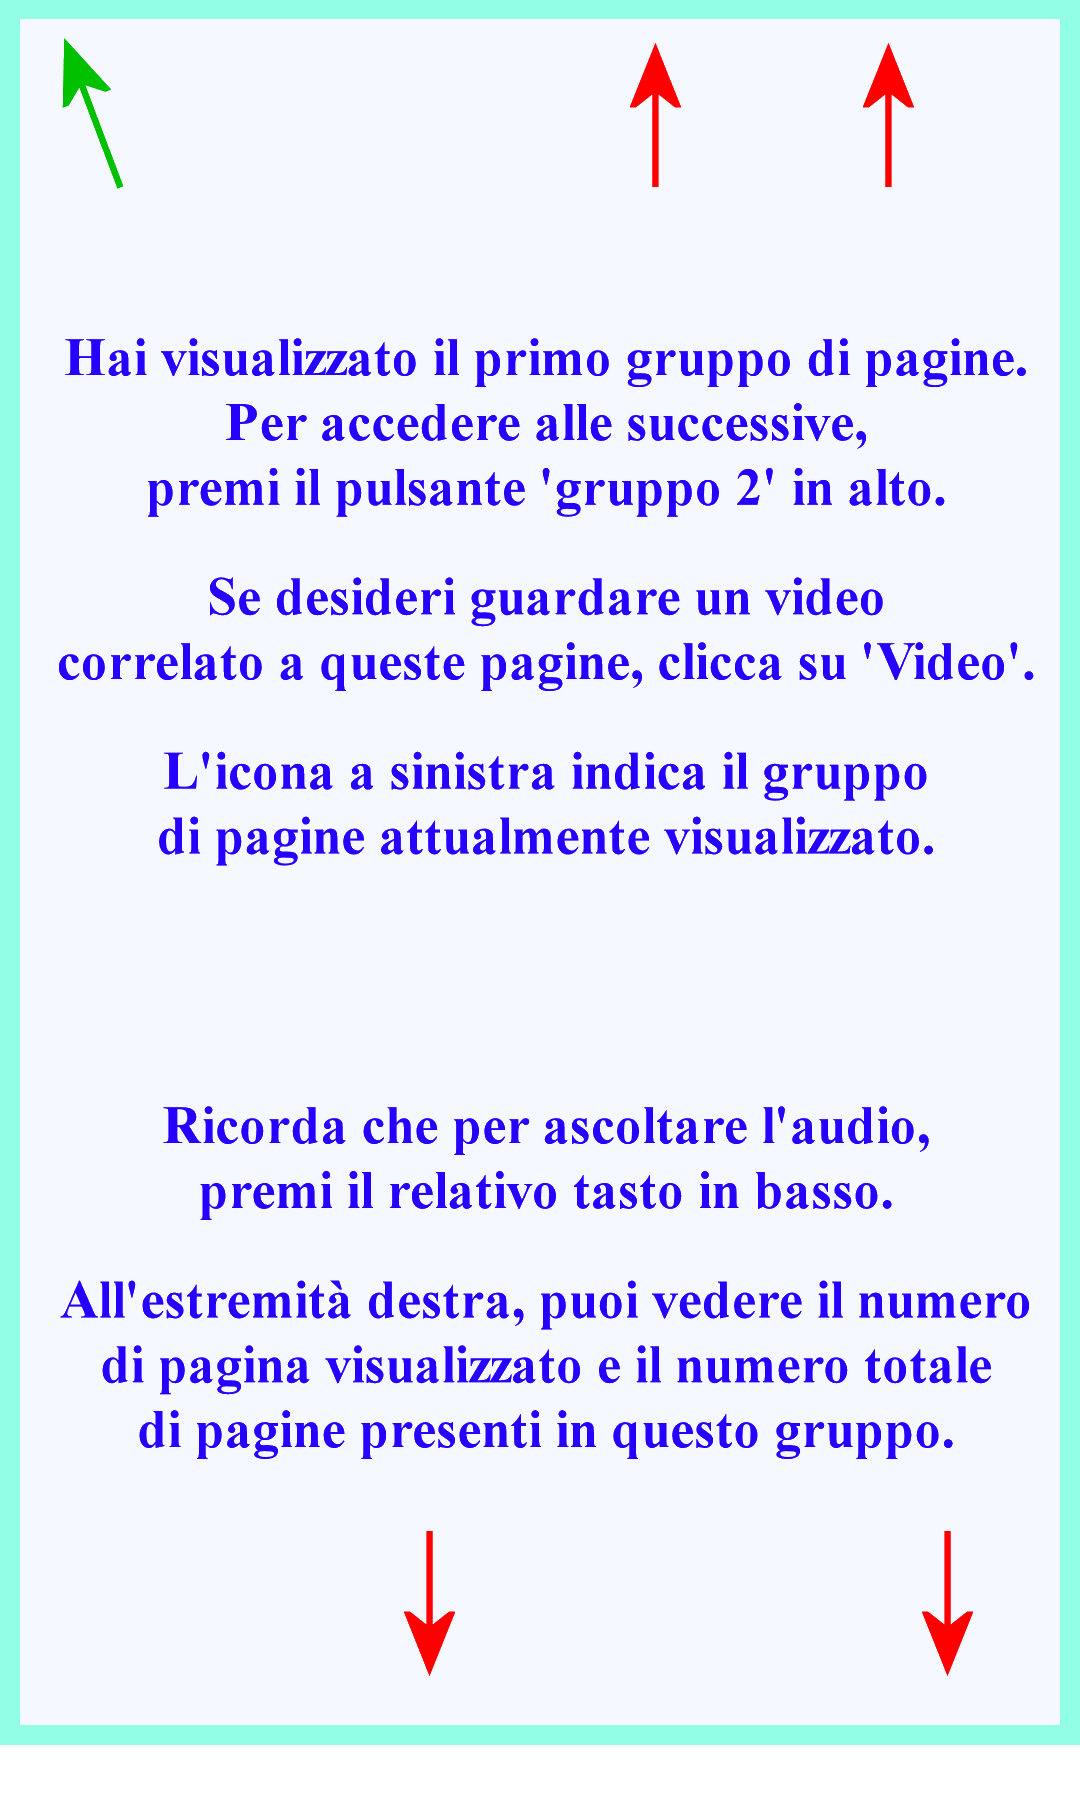 Hai visualizzato il primo gruppo di pagine.
Per accedere alle successive,
premi il pulsante 'gruppo 2' in alto.
Se desideri guardare un video
correlato a queste pagine, clicca su 'Video'.
L'icona a sinistra indica il gruppo
di pagine attualmente visualizzato.
Ricorda che per ascoltare l'audio,
premi il relativo tasto in basso.
All'estremità destra, puoi vedere il numero
di pagina visualizzato e il numero totale
di pagine presenti in questo gruppo.